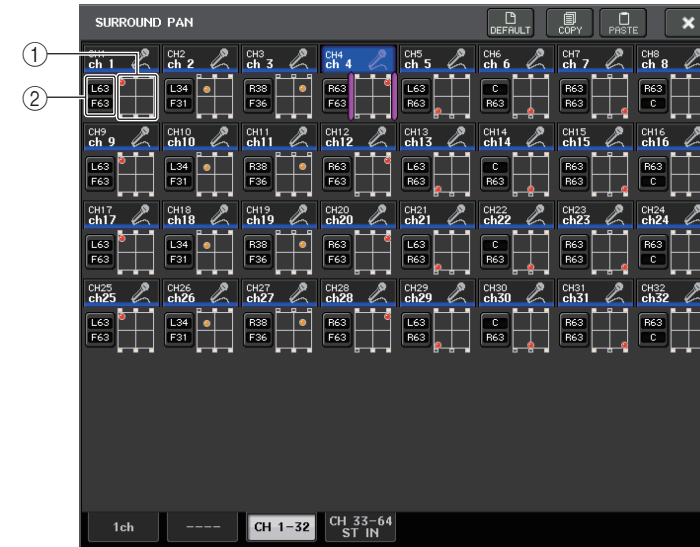 SURROUND PAN
DEFAULT COPY PASTE ×
① ②
CH1 CH2 CH3 CH4 CH5 CH6 CH7 CH8
ch 1 ch 2 ch 3 ch 4 ch 5 ch 6 ch 7 ch 8
L63 L34 R38 R63 L63 C R63 R63
F63 F31 F36 F63 R63 R63 R63 C
CH9 CH10 CH11 CH12 CH13 CH14 CH15 CH16
ch 9 ch10 ch11 ch12 ch13 ch14 ch15 ch16
L63 L34 R38 R63 L63 C R63 R63
F63 F31 F36 F63 R63 R63 R63 C
CH17 CH18 CH19 CH20 CH21 CH22 CH23 CH24
ch17 ch18 ch19 ch20 ch21 ch22 ch23 ch24
L63 L34 R38 R63 L63 C R63 R63
F63 F31 F36 F63 R63 R63 R63 C
CH25 CH26 CH27 CH28 CH29 CH30 CH31 CH32
ch25 ch26 ch27 ch28 ch29 ch30 ch31 ch32
L63 L34 R38 R63 L63 C R63 R63
F63 F31 F36 F63 R63 R63 R63 C
1ch ---- CH 1-32 CH 33-64
ST IN